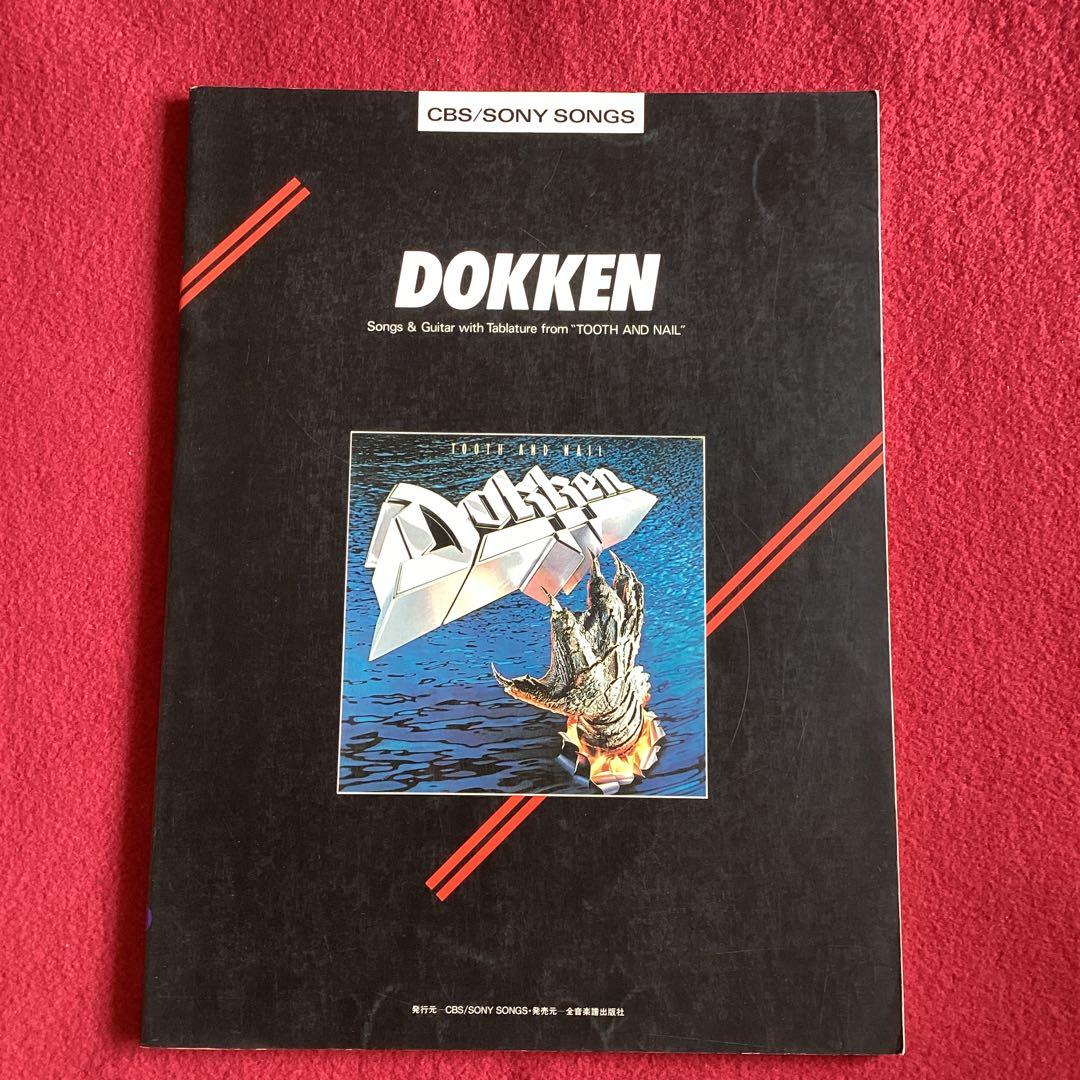 CBS/SONY SONGS
DOKKEN
Songs & Guitar with Tablature from "TOOTH AND NAIL"
TOOTH AND NAIL
Dokken
発行元—CBS/SONY SONGS・発売元—全音楽譜出版社